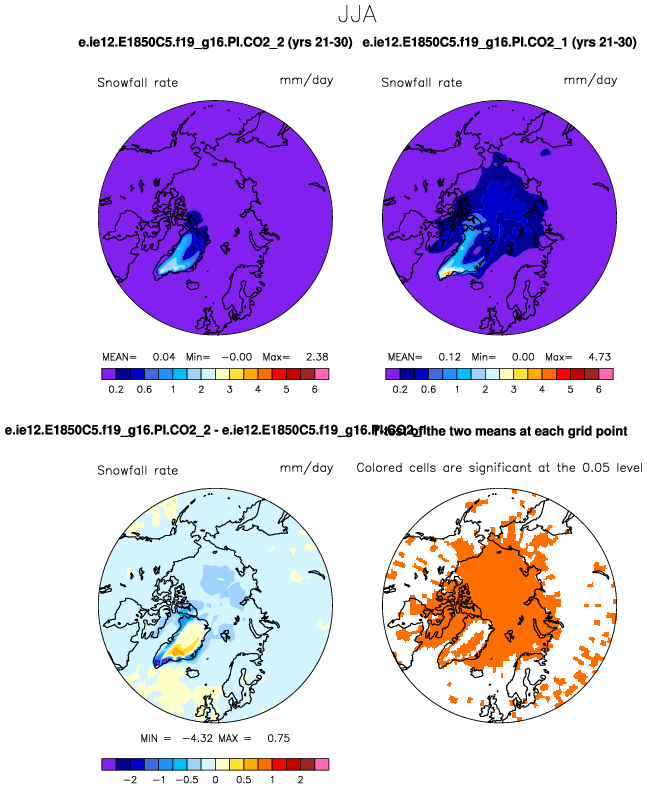 JJA
e.ie12.E1850C5.f19_g16.PI.CO2_2 (yrs 21-30) e.ie12.E1850C5.f19_g16.PI.CO2_1 (yrs 21-30)
Snowfall rate mm/day Snowfall rate mm/day
MEAN= 0.04 Min= -0.00 Max= 2.38 MEAN= 0.12 Min= 0.00 Max= 4.73
0.2 0.6 1 2 3 4 5 6 0.2 0.6 1 2 3 4 5 6
e.ie12.E1850C5.f19_g16.PI.CO2_2 - e.ie12.E1850C5.f19_g16.PI.CO2_1 T-test of the two means at each grid point
Snowfall rate mm/day Colored cells are significant at the 0.05 level
MIN = -4.32 MAX = 0.75
-2 -1 -0.5 -0.2 0 0.5 1 2